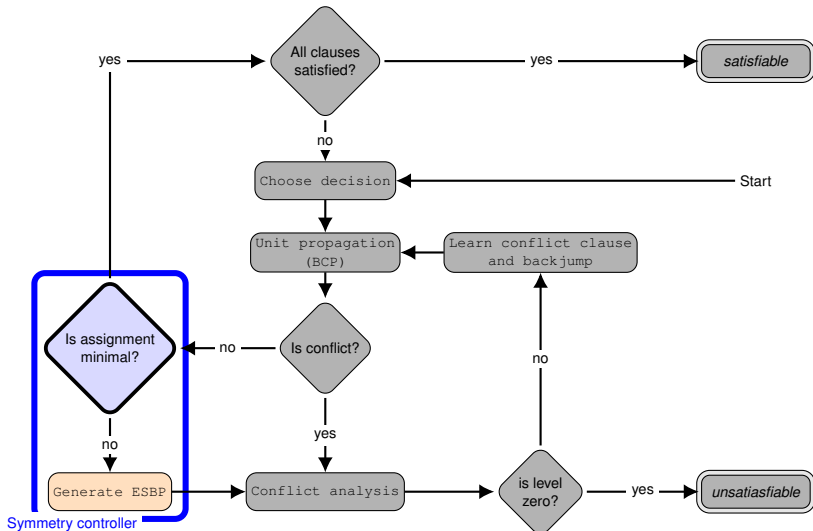 All clauses
satisfied?
yes
yes
satisfiable
no
Choose decision
Start
Unit propagation
(BCP)
Learn conflict clause
and backjump
Is assignment
minimal?
no
Is conflict?
no
yes
no
Generate ESBP
Conflict analysis
is level
zero?
yes
unsatiasfiable
Symmetry controller